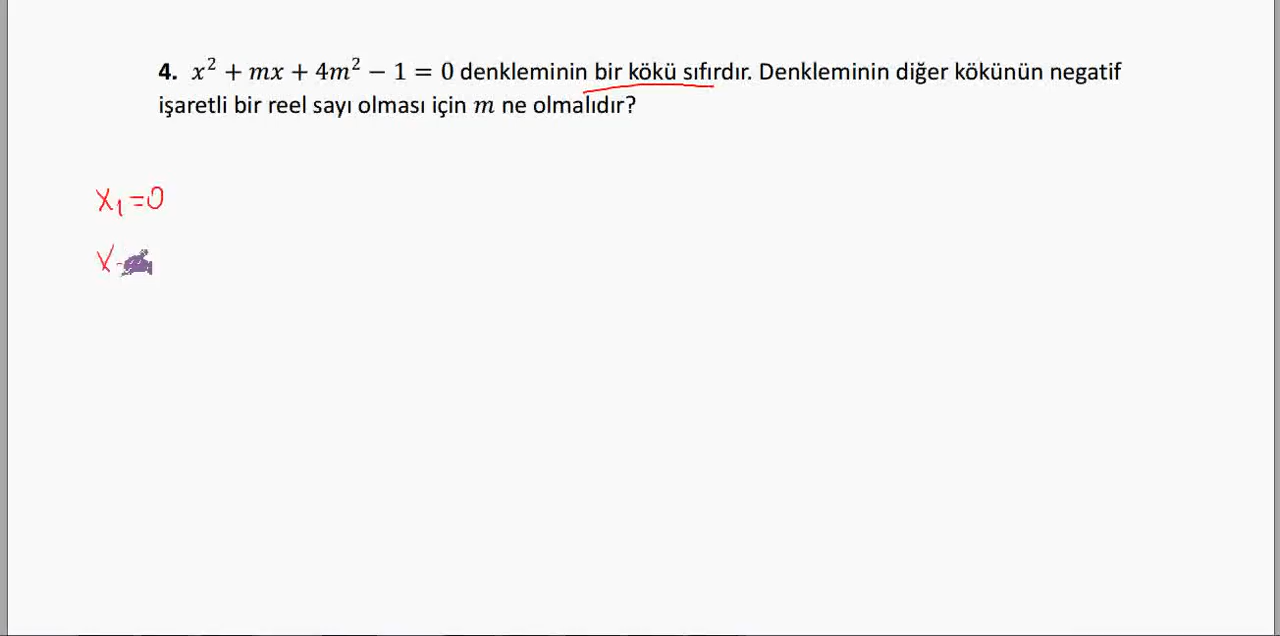 4. x² + mx + 4m² − 1 = 0 denkleminin bir kökü sıfırdır. Denkleminin diğer kökünün negatif
işaretli bir reel sayı olması için m ne olmalıdır?
x₁=0
x